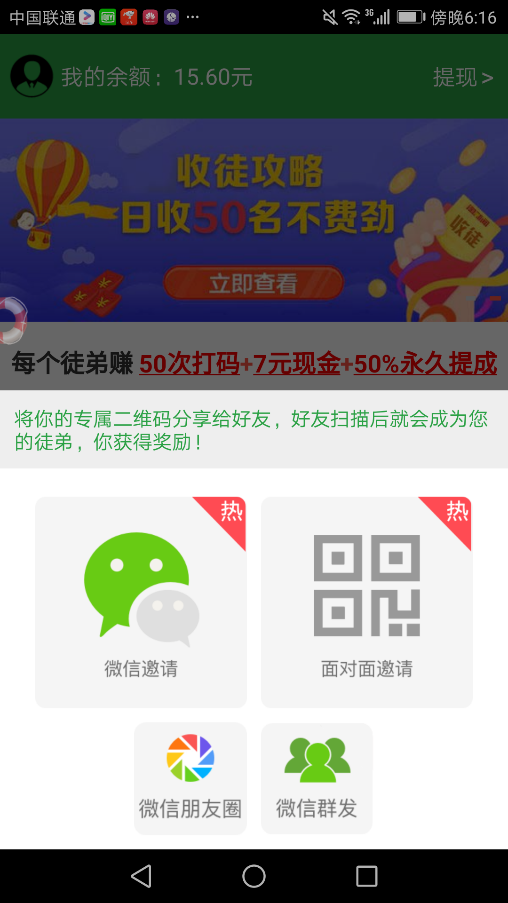 中国联通 ··· 3G 傍晚6:16
我的余额：15.60元 提现>
收徒攻略
日收50名不费劲
收徒
立即查看
每个徒弟赚 50次打码+7元现金+50%永久提成
将你的专属二维码分享给好友，好友扫描后就会成为您
的徒弟，你获得奖励！
热 热
微信邀请 面对面邀请
微信朋友圈 微信群发